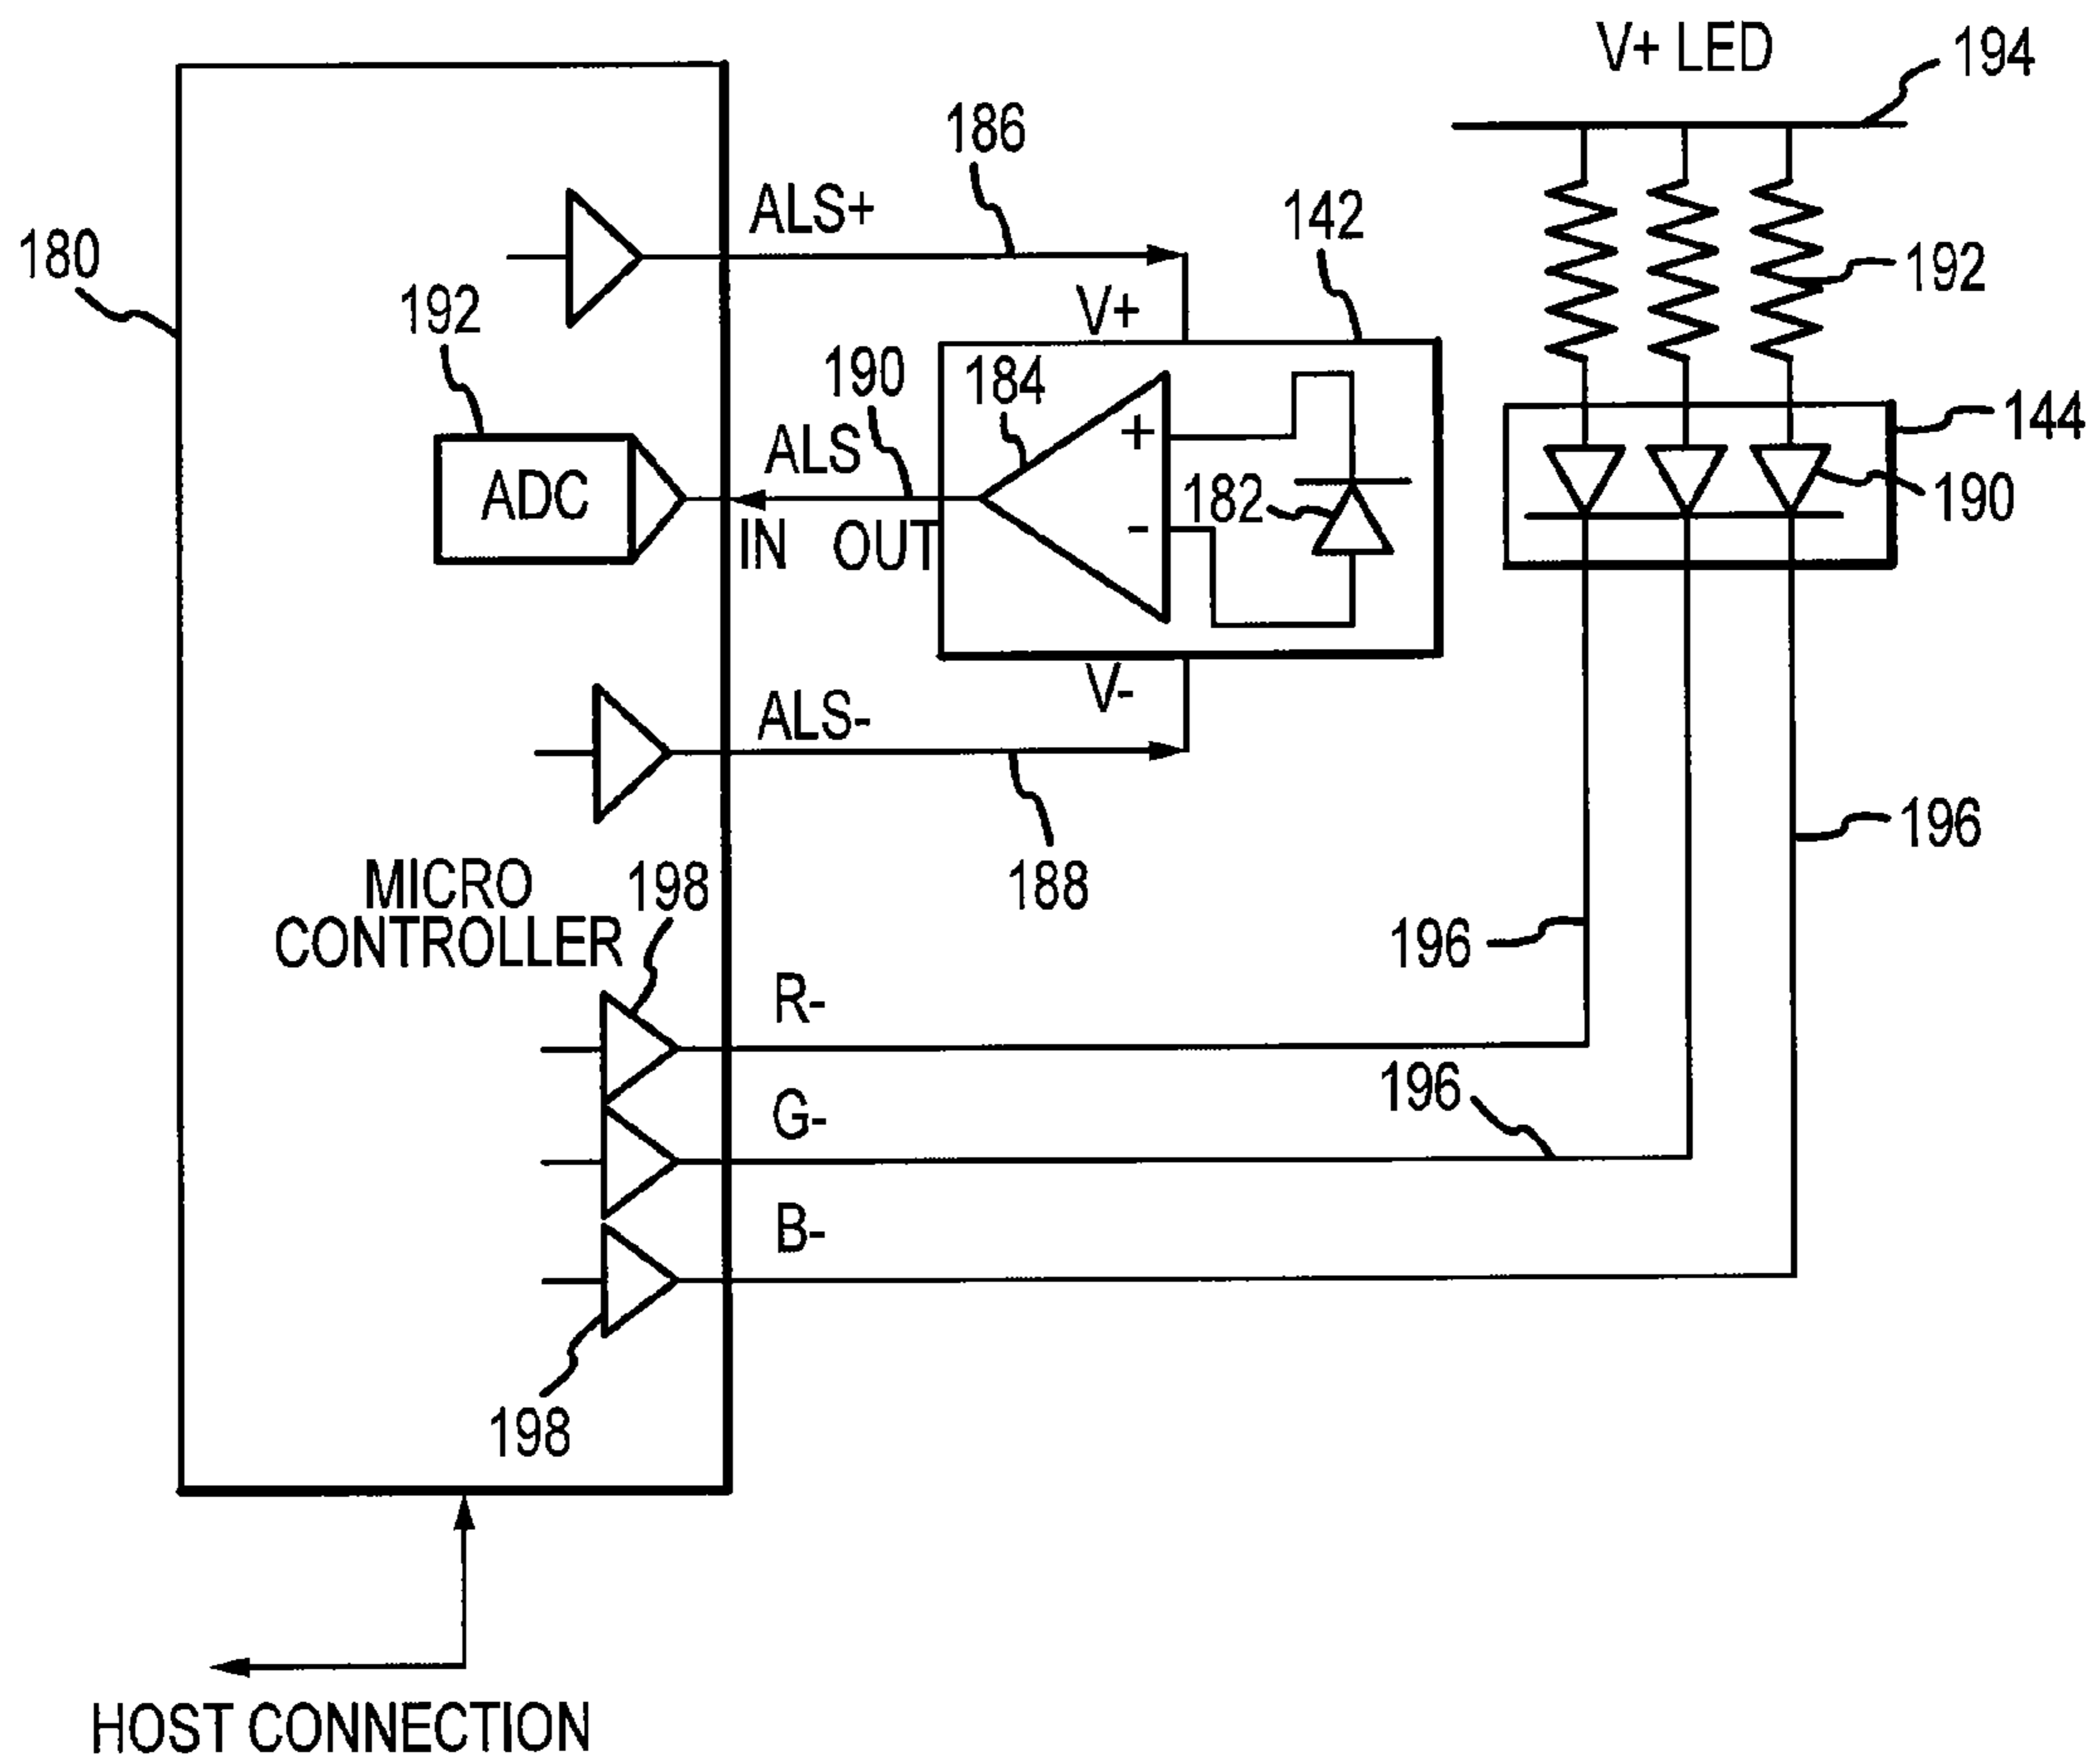 V+ LED
194
186
ALS+
142
180
192
192
V+
190
184
ALS
+
144
ADC
182
190
IN
OUT
-
V-
ALS-
188
196
MICRO
CONTROLLER
198
196
R-
196
G-
B-
198
HOST CONNECTION